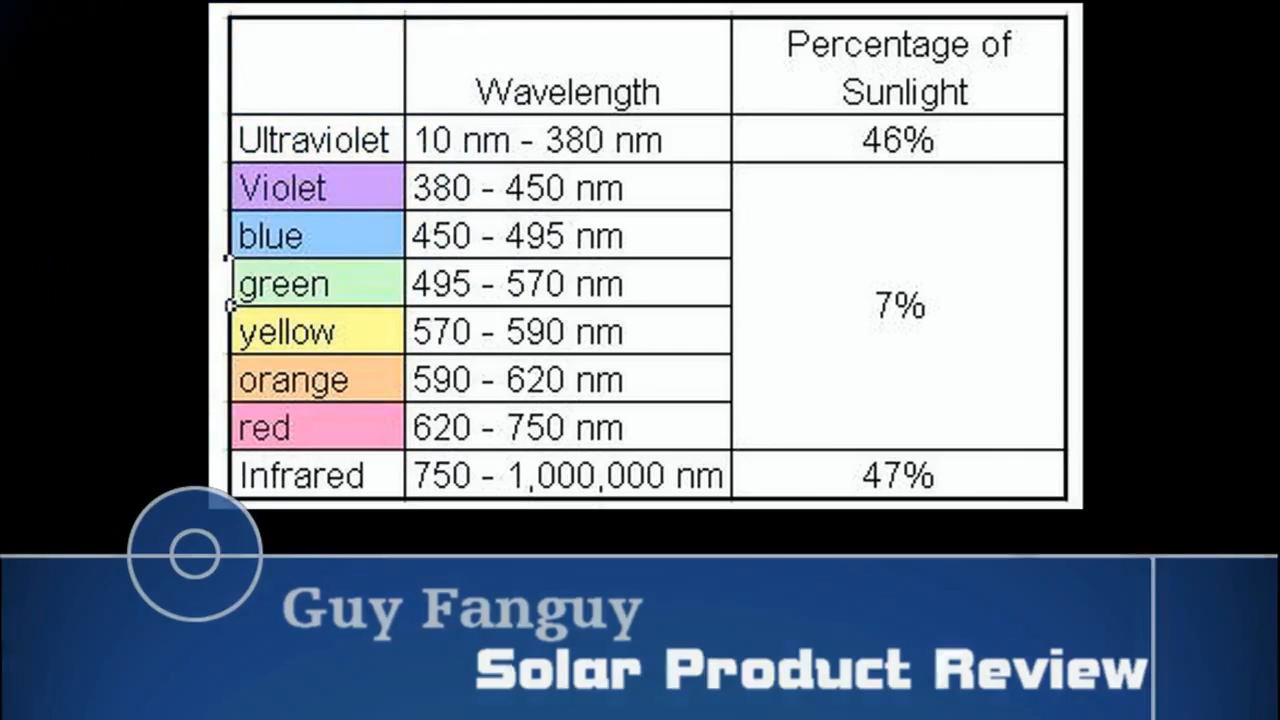 Percentage of
Wavelength Sunlight
Ultraviolet 10 nm - 380 nm 46%
Violet 380 - 450 nm
blue 450 - 495 nm
green 495 - 570 nm
7%
yellow 570 - 590 nm
orange 590 - 620 nm
red 620 - 750 nm
Infrared 750 - 1,000,000 nm 47%
Guy Fanguy
Solar Product Review